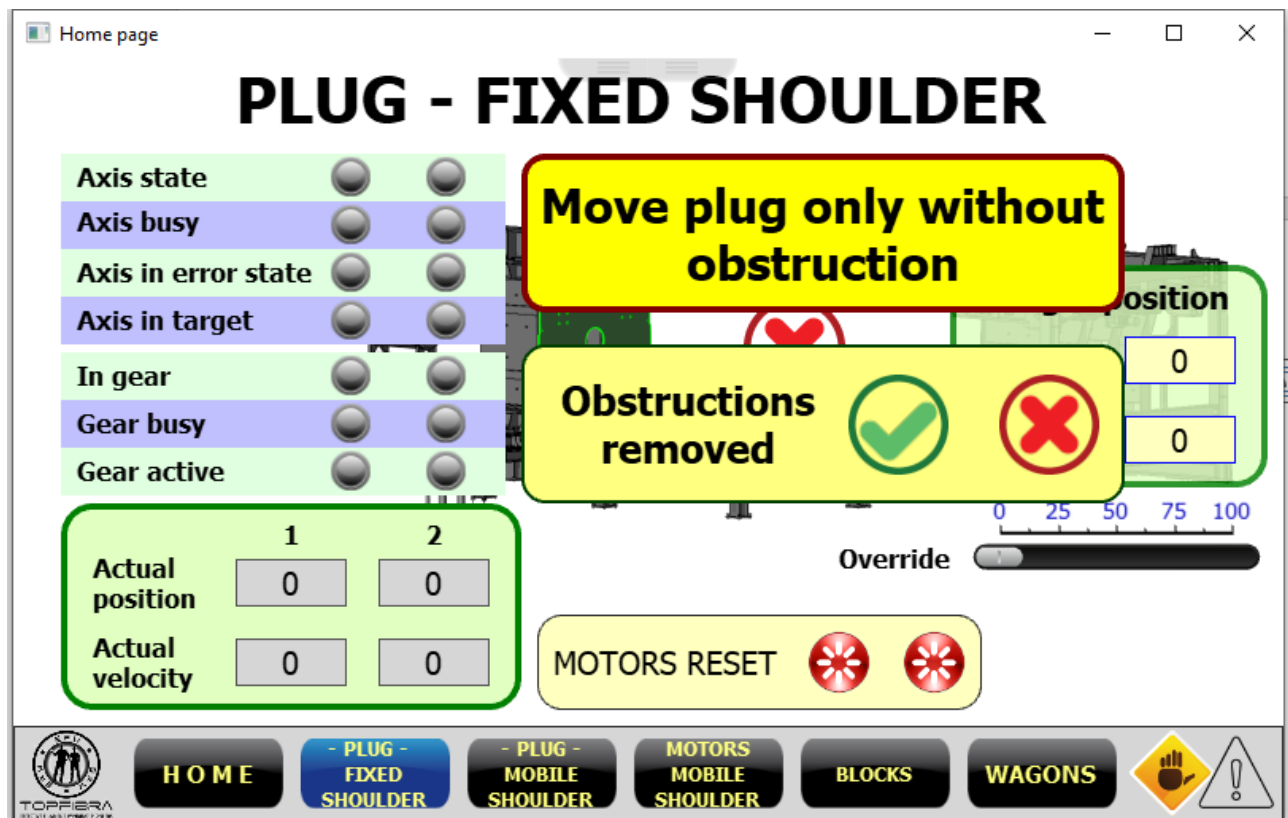 Home page
PLUG - FIXED SHOULDER
Axis state
Axis busy
Axis in error state
Axis in target
In gear
Gear busy
Gear active
Move plug only without
obstruction
position
0
0
Obstructions
removed
0 25 50 75 100
Override
1 2
Actual
position
0 0
Actual
velocity
0 0
MOTORS RESET
TOPFIERA
HOME
- PLUG -
FIXED
SHOULDER
- PLUG -
MOBILE
SHOULDER
MOTORS
MOBILE
SHOULDER
BLOCKS
WAGONS